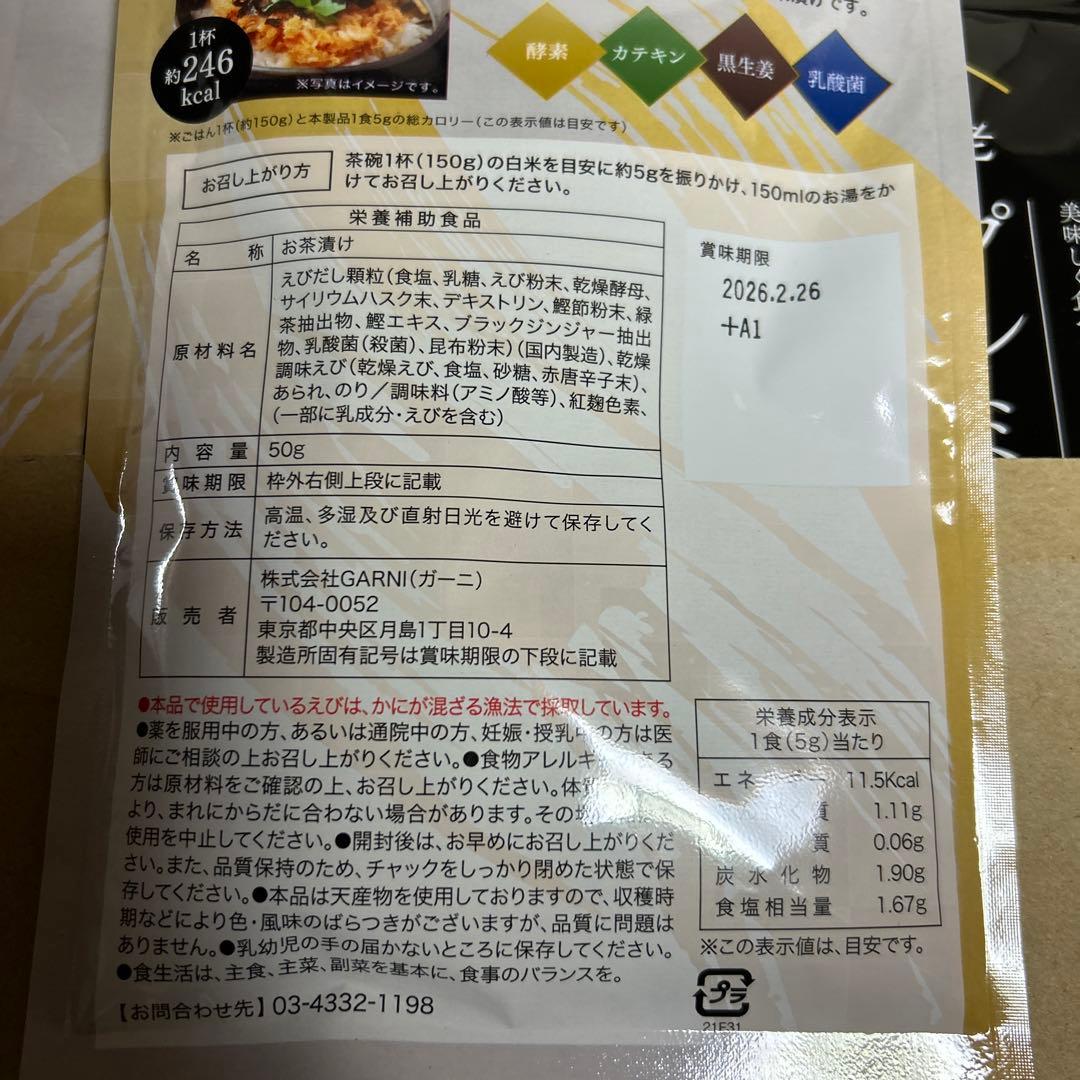 漬けです。
酵素
カテキン
黒生姜
乳酸菌
1杯
約246
kcal
※写真はイメージです。
※ごはん1杯(約150g)と本製品1食5gの総カロリー(この表示値は目安です)
お召し上がり方
茶碗1杯(150g)の白米を目安に約5gを振りかけ、150mlのお湯をか
けてお召し上がりください。
栄養補助食品
名称 お茶漬け
原材料名
えびだし顆粒(食塩、乳糖、えび粉末、乾燥酵母、
サイリウムハスク末、デキストリン、鰹節粉末、緑
茶抽出物、鰹エキス、ブラックジンジャー抽出
物、乳酸菌(殺菌)、昆布粉末)(国内製造)、乾燥
調味えび(乾燥えび、食塩、砂糖、赤唐辛子末)、
あられ、のり/調味料(アミノ酸等)、紅麹色素、
(一部に乳成分・えびを含む)
内容量 50g
賞味期限 枠外右側上段に記載
保存方法
高温、多湿及び直射日光を避けて保存してく
ださい。
販売者
株式会社GARNI(ガーニ)
〒104-0052
東京都中央区月島1丁目10-4
製造所固有記号は賞味期限の下段に記載
賞味期限
2026.2.26
+A1
●本品で使用しているえびは、かにが混ざる漁法で採取しています。
●薬を服用中の方、あるいは通院中の方、妊娠・授乳中の方は医
師にご相談の上お召し上がりください。●食物アレルギ ある
方は原材料をご確認の上、お召し上がりください。体
より、まれにからだに合わない場合があります。その
使用を中止してください。●開封後は、お早めにお召し上がりくだ
さい。また、品質保持のため、チャックをしっかり閉めた状態で保
存してください。●本品は天産物を使用しておりますので、収穫時
期などにより色・風味のばらつきがございますが、品質に問題は
ありません。●乳幼児の手の届かないところに保存してください。
●食生活は、主食、主菜、副菜を基本に、食事のバランスを。
【お問合わせ先】03-4332-1198
栄養成分表示
1食(5g)当たり
エネ 11.5Kcal
質 1.11g
質 0.06g
炭水化物 1.90g
食塩相当量 1.67g
※この表示値は、目安です。
プラ
21F31